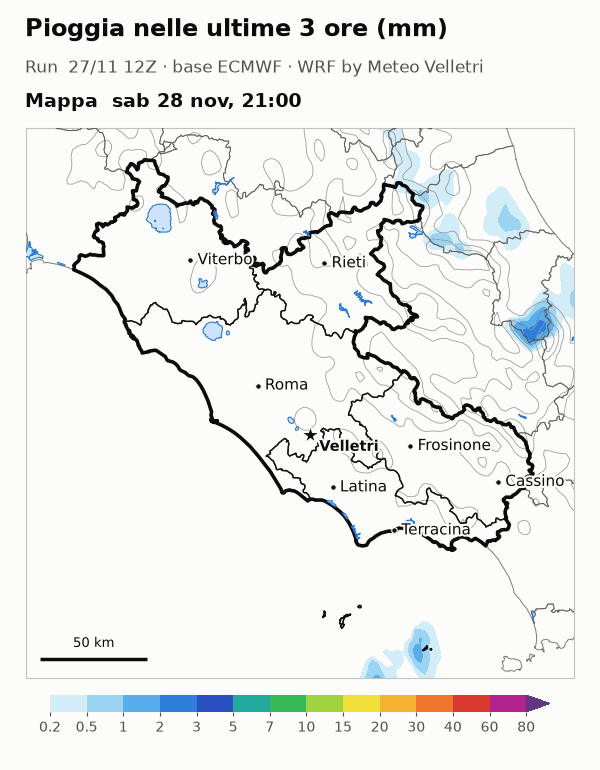 Pioggia nelle ultime 3 ore (mm)
Run  27/11 12Z · base ECMWF · WRF by Meteo Velletri
Mappa  sab 28 nov, 21:00
Viterbo
Rieti
Roma
Velletri
Frosinone
Latina
Cassino
Terracina
50 km
0.2 0.5 1 2 3 5 7 10 15 20 30 40 60 80